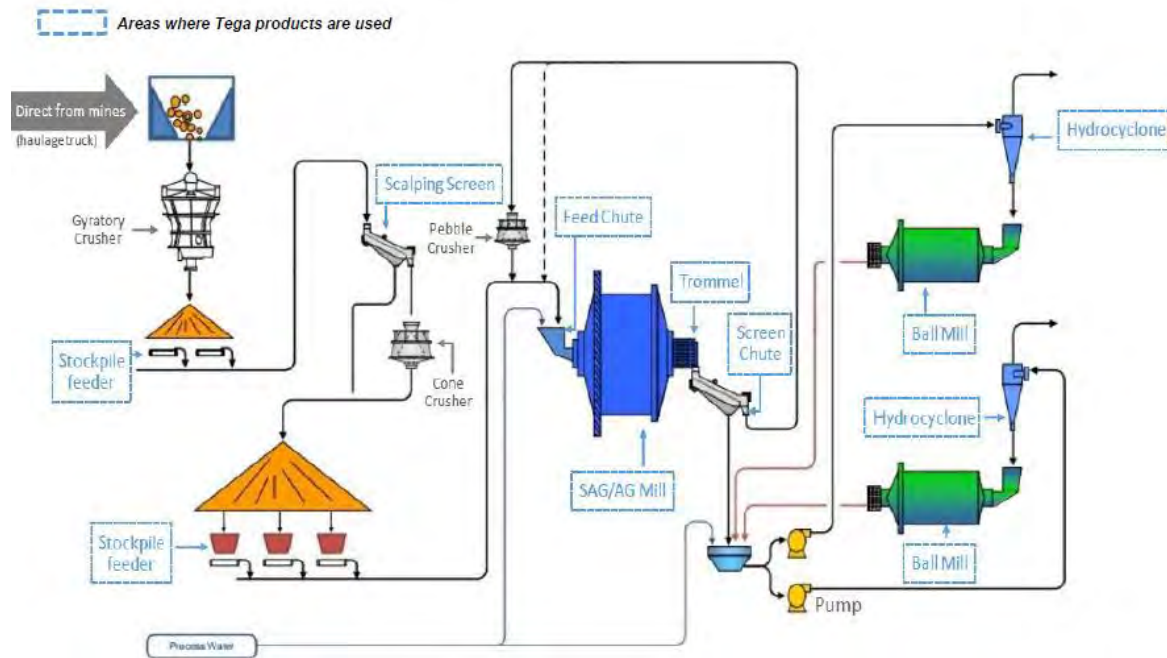 Areas where Tega products are used
Direct from mines
(haulagetruck)
Hydrocyclone
Scalping Screen
Gyratory
Crusher
Pebble
Crusher
Feed Chute
Trommel
Ball Mill
Screen
Chute
Stockpile
feeder
Cone
Crusher
Hydrocyclone
SAG/AG Mill
Stockpile
feeder
Ball Mill
Pump
Process Water